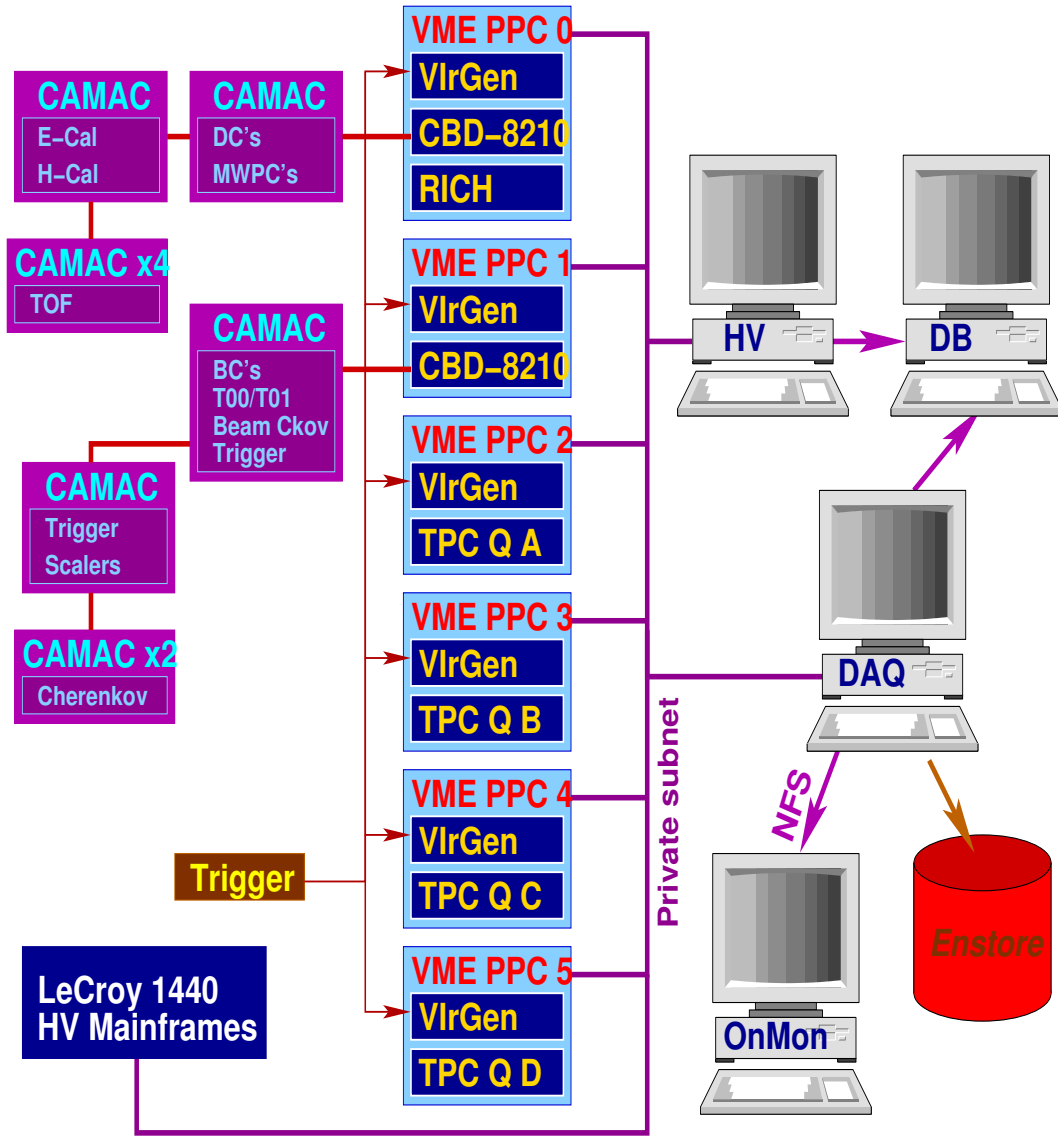 VME PPC 0
VIrGen
CBD-8210
RICH
CAMAC
E-Cal
H-Cal
CAMAC
DC's
MWPC's
CAMAC x4
TOF
VME PPC 1
VIrGen
CBD-8210
CAMAC
BC's
T00/T01
Beam Ckov
Trigger
CAMAC
Trigger
Scalers
CAMAC x2
Cherenkov
VME PPC 2
VIrGen
TPC Q A
VME PPC 3
VIrGen
TPC Q B
VME PPC 4
VIrGen
TPC Q C
Trigger
VME PPC 5
VIrGen
TPC Q D
LeCroy 1440
HV Mainframes
Private subnet
HV
DB
DAQ
NFS
OnMon
Enstore